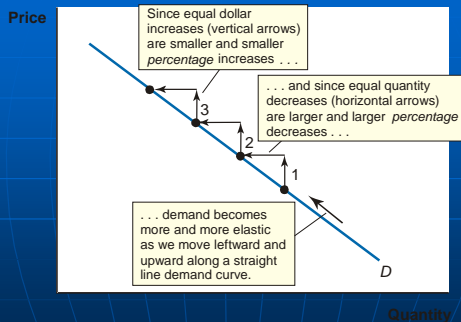 Price
Since equal dollar
increases (vertical arrows)
are smaller and smaller
percentage increases . . .
. . . and since equal quantity
decreases (horizontal arrows)
are larger and larger percentage
decreases . . .
3
2
1
. . . demand becomes
more and more elastic
as we move leftward and
upward along a straight
line demand curve.
D
Quantity